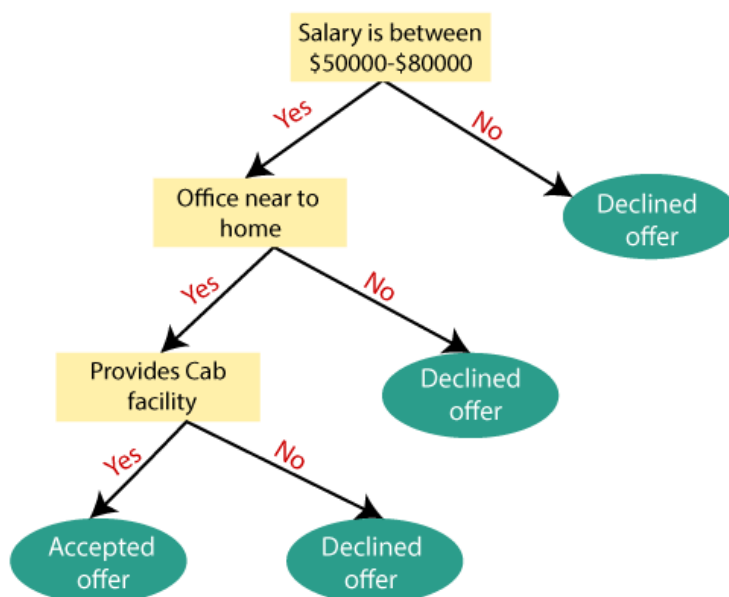 Salary is between
$50000-$80000
Yes
No
Office near to
home
Declined
offer
Yes
No
Provides Cab
facility
Declined
offer
Yes
No
Accepted
offer
Declined
offer